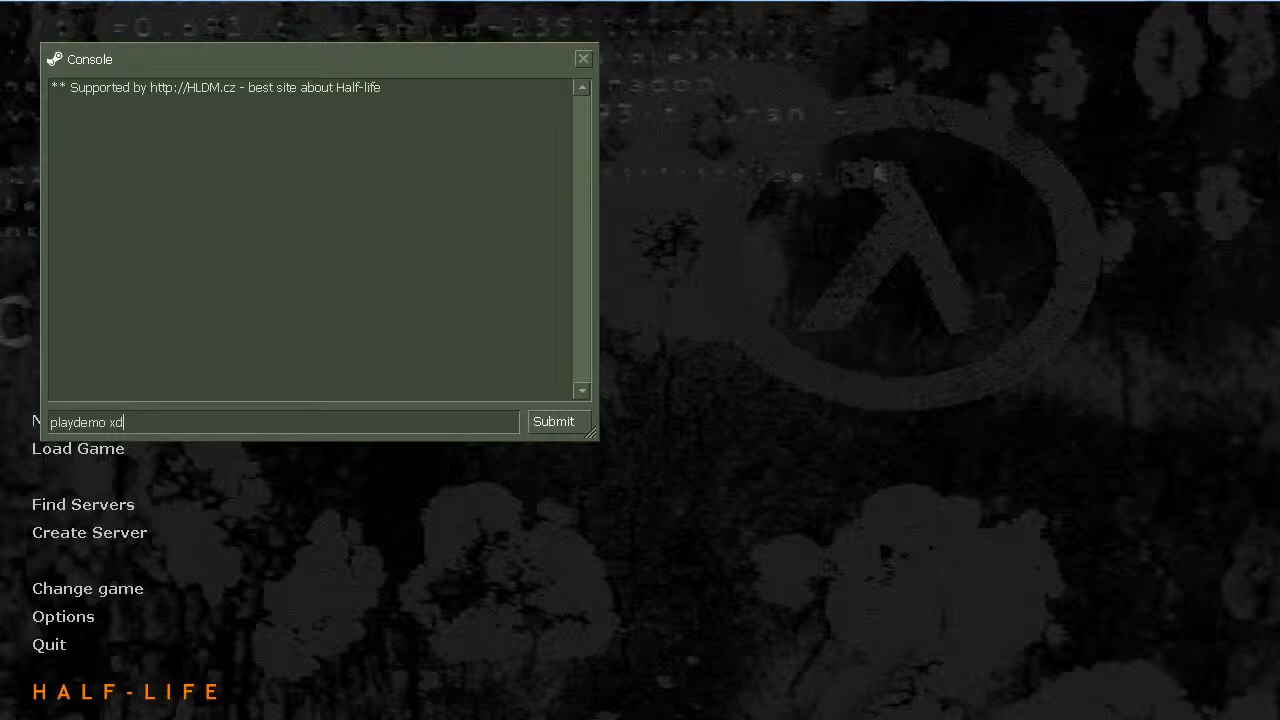 Console
** Supported by http://HLDM.cz - best site about Half-life
playdemo xd
Submit
Load Game
Find Servers
Create Server
Change game
Options
Quit
HALF-LIFE